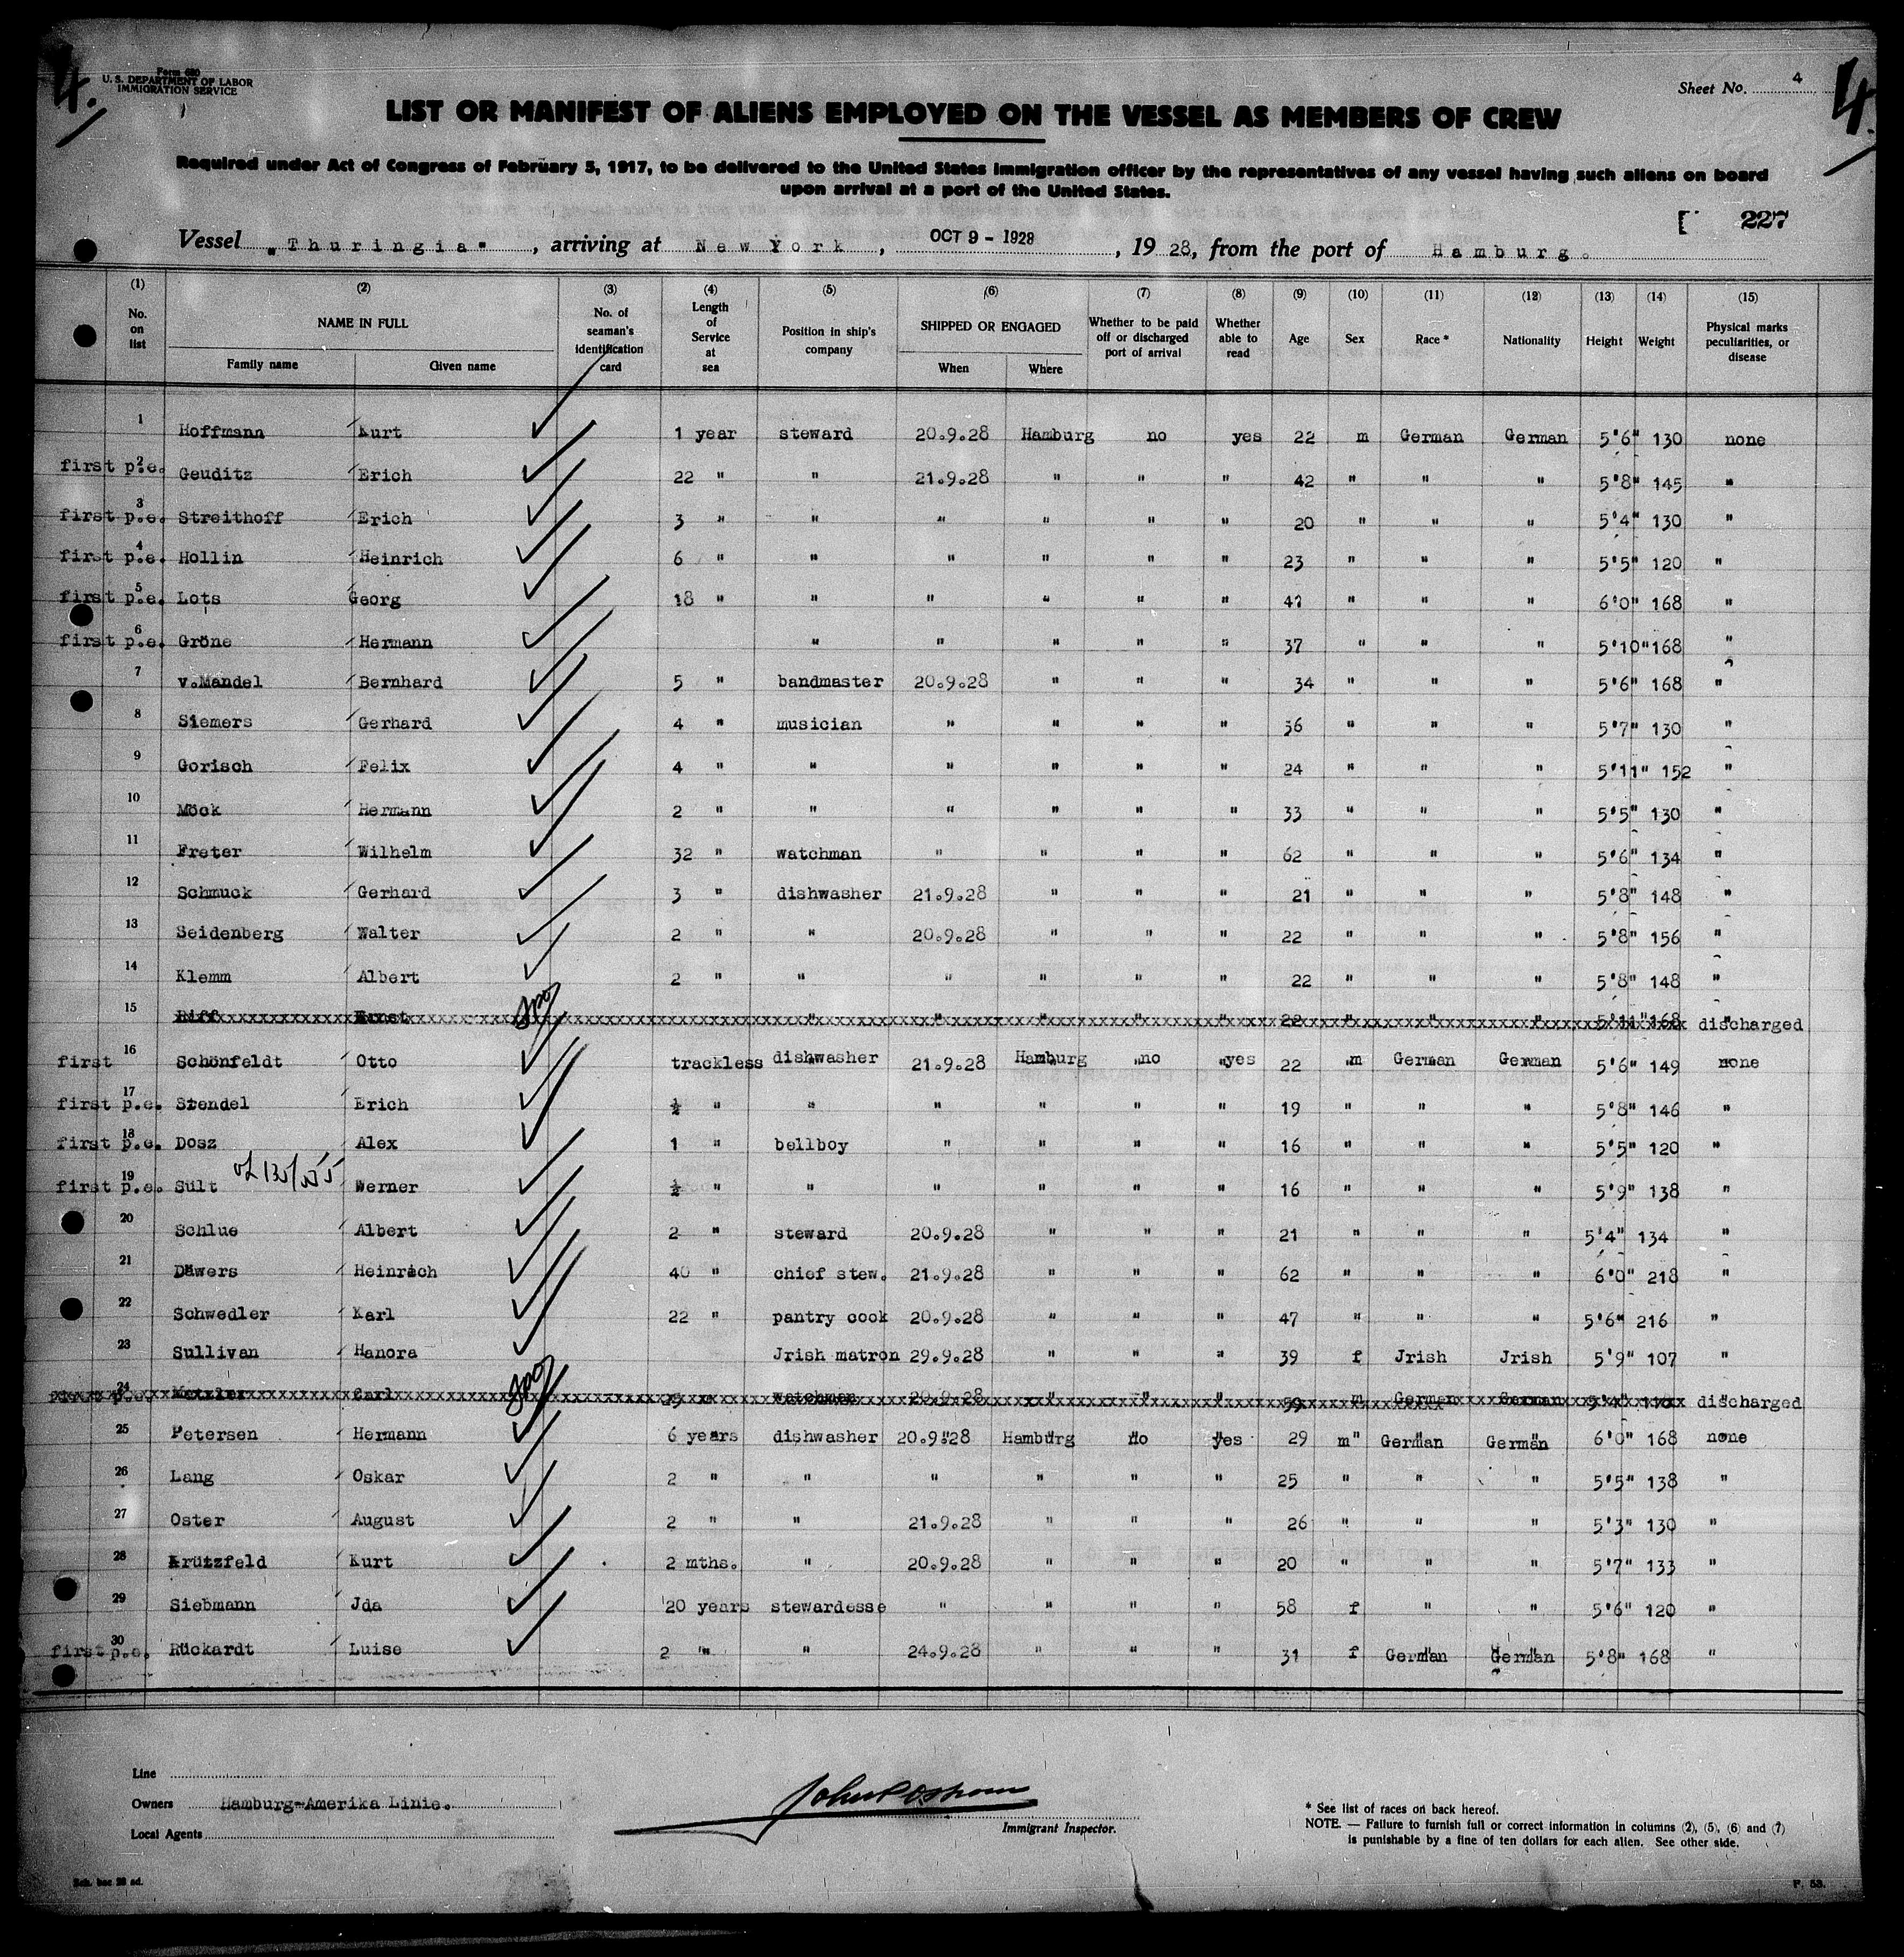 4.
Form 680
U. S. DEPARTMENT OF LABOR
IMMIGRATION SERVICE
Sheet No. 4
4.
LIST OR MANIFEST OF ALIENS EMPLOYED ON THE VESSEL AS MEMBERS OF CREW
Required under Act of Congress of February 5, 1917, to be delivered to the United States immigration officer by the representatives of any vessel having such aliens on board
upon arrival at a port of the United States.
227
Vessel "Thuringia", arriving at New York, OCT 9 - 1928, 1928, from the port of Hamburg.
(1) No. on list (2) NAME IN FULL Family name Given name (3) No. of seaman's identification card (4) Length of Service at sea (5) Position in ship's company (6) SHIPPED OR ENGAGED When Where (7) Whether to be paid off or discharged port of arrival (8) Whether able to read (9) Age (10) Sex (11) Race * (12) Nationality (13) Height (14) Weight (15) Physical marks peculiarities, or disease
1 Hoffmann Kurt 1 year steward 20.9.28 Hamburg no yes 22 m German German 5'6" 130 none
first p.e. 2 Geuditz Erich 22 " " 21.9.28 " " " 42 " " " 5'8" 145 "
first p.e. 3 Streithoff Erich 3 " " " " " " 20 " " " 5'4" 130 "
first p.e. 4 Hollin Heinrich 6 " " " " " " 23 " " " 5'5" 120 "
first p.e. 5 Lots Georg 18 " " " " " " 47 " " " 6'0" 168 "
first p.e. 6 Gröne Hermann " " " " " 37 " " " 5'10" 168 "
7 v.Mandel Bernhard 5 " bandmaster 20.9.28 " " " 34 " " " 5'6" 168 "
8 Siemers Gerhard 4 " musician " " " " 36 " " " 5'7" 130 "
9 Gorisch Felix 4 " " " " " " 24 " " " 5'11" 152 "
10 Möck Hermann 2 " " " " " " 33 " " " 5'5" 130 "
11 Freter Wilhelm 32 " watchman " " " " 62 " " " 5'6" 134 "
12 Schmuck Gerhard 3 " dishwasher 21.9.28 " " " 21 " " " 5'8" 148 "
13 Seidenberg Walter 2 " " 20.9.28 " " " 22 " " " 5'8" 156 "
14 Klemm Albert 2 " " " " " " 22 " " " 5'8" 148 "
15 Riff Ernst " " " " " 22 " " " 5'11" 168 discharged
first 16 Schönfeldt Otto trackless dishwasher 21.9.28 Hamburg no yes 22 m German German 5'6" 149 none
first p.e. 17 Stendel Erich ½ " " " " " " 19 " " " 5'8" 146 "
first p.e. 18 Dosz Alex 1 " bellboy " " " " 16 " " " 5'5" 120 "
first p.e. 19 Sült Werner ½ " " " " " 16 " " " 5'9" 138 "
20 Schlue Albert 2 " steward 20.9.28 " " " 21 " " " 5'4" 134 "
21 Däwers Heinrich 40 " chief stew. 21.9.28 " " " 62 " " " 6'0" 218 "
22 Schwedler Karl 22 " pantry cook 20.9.28 " " " 47 " " " 5'6" 216 "
23 Sullivan Hanora Jrish matron 29.9.28 " " " 39 f Jrish Jrish 5'9" 107 "
first p.e. 24 Carl watchman 20.9.28 " " " 59 m German German 5'4" discharged
25 Petersen Hermann 6 years dishwasher 20.9.28 Hamburg no yes 29 m German German 6'0" 168 none
26 Lang Oskar 2 " " " " " " 25 " " " 5'5" 138 "
27 Oster August 2 " " 21.9.28 " " " 26 " " " 5'3" 130 "
28 Krützfeld Kurt 2 mths. " 20.9.28 " " " 20 " " " 5'7" 133 "
29 Siebmann Jda 20 years stewardesse " " " " 58 f " " 5'6" 120 "
first p.e. 30 Rückardt Luise 2 " " 24.9.28 " " " 31 f German German 5'8" 168 "
Line
Owners Hamburg-Amerika Linie.
Local Agents
Immigrant Inspector.
* See list of races on back hereof.
NOTE. — Failure to furnish full or correct information in columns (2), (5), (6) and (7)
is punishable by a fine of ten dollars for each alien. See other side.
F. 53.